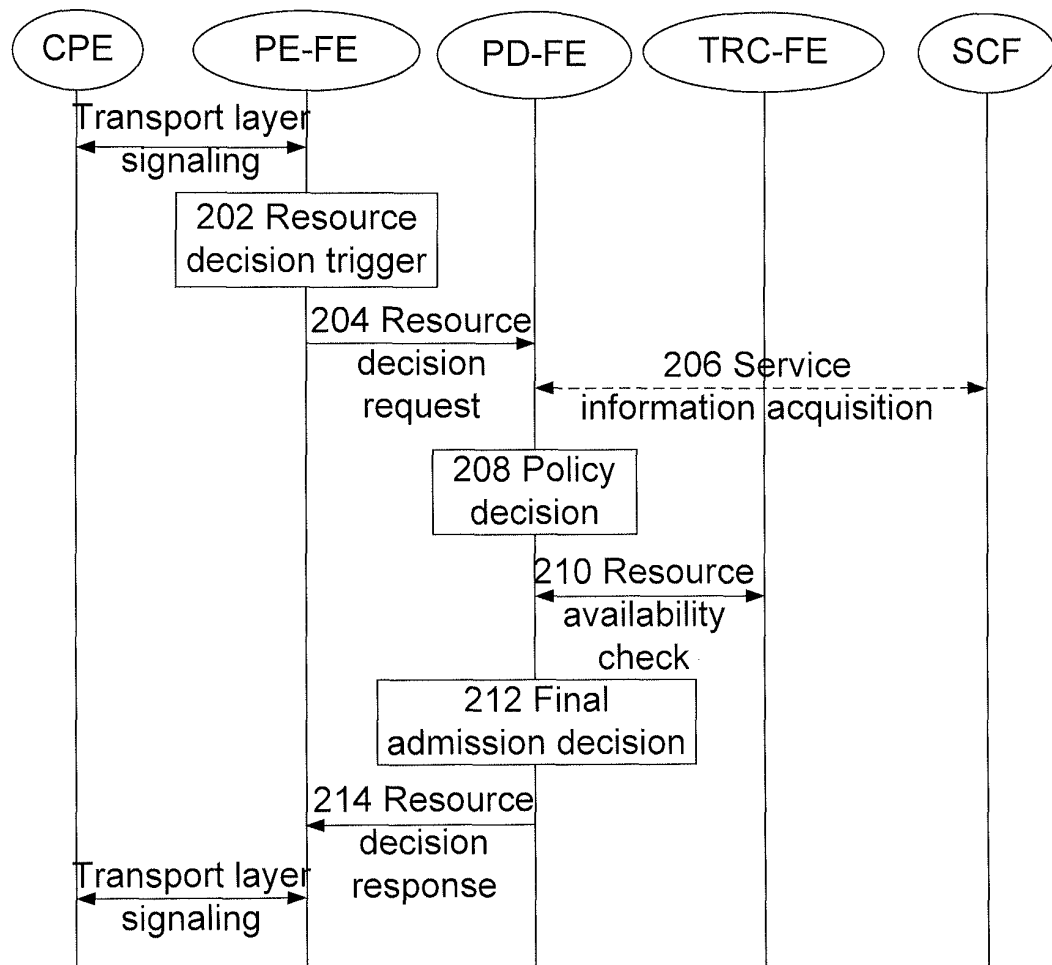 CPE
PE-FE
PD-FE
TRC-FE
SCF
Transport layer
signaling
202 Resource
decision trigger
204 Resource
decision
request
206 Service
information acquisition
208 Policy
decision
210 Resource
availability
check
212 Final
admission decision
214 Resource
decision
response
Transport layer
signaling